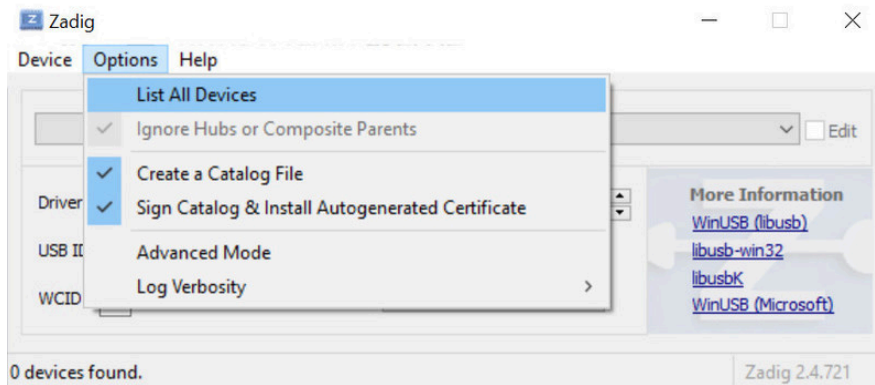 Zadig
Device Options Help
List All Devices
Ignore Hubs or Composite Parents
Edit
Create a Catalog File
Sign Catalog & Install Autogenerated Certificate
Advanced Mode
Log Verbosity
Driver
USB ID
WCID
More Information
WinUSB (libusb)
libusb-win32
libusbK
WinUSB (Microsoft)
0 devices found.
Zadig 2.4.721